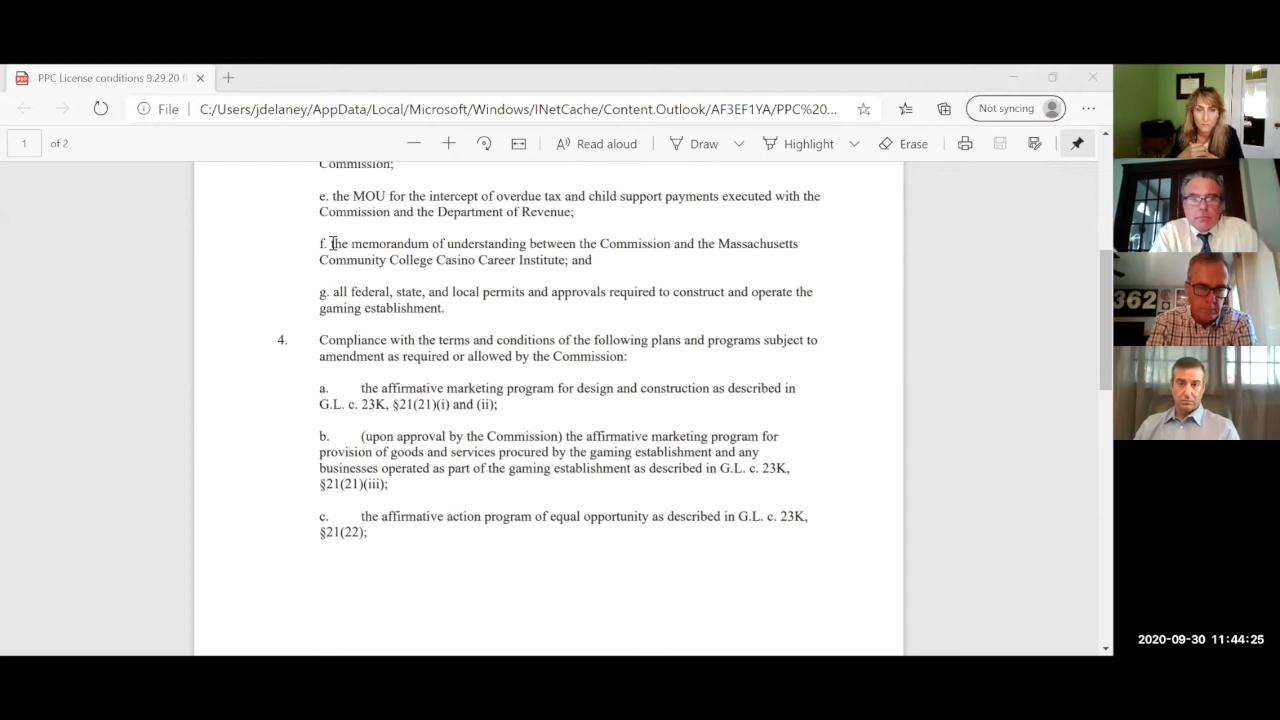 PPC License conditions 9.29.20 fi
File
C:/Users/jdelaney/AppData/Local/Microsoft/Windows/INetCache/Content.Outlook/AF3EF1YA/PPC%20...
Not syncing
1 of 2
Read aloud
Draw
Highlight
Erase
Commission;
e. the MOU for the intercept of overdue tax and child support payments executed with the
Commission and the Department of Revenue;
f. the memorandum of understanding between the Commission and the Massachusetts
Community College Casino Career Institute; and
g. all federal, state, and local permits and approvals required to construct and operate the
gaming establishment.
4. Compliance with the terms and conditions of the following plans and programs subject to
amendment as required or allowed by the Commission:
a. the affirmative marketing program for design and construction as described in
G.L. c. 23K, §21(21)(i) and (ii);
b. (upon approval by the Commission) the affirmative marketing program for
provision of goods and services procured by the gaming establishment and any
businesses operated as part of the gaming establishment as described in G.L. c. 23K,
§21(21)(iii);
c. the affirmative action program of equal opportunity as described in G.L. c. 23K,
§21(22);
362
2020-09-30 11:44:25